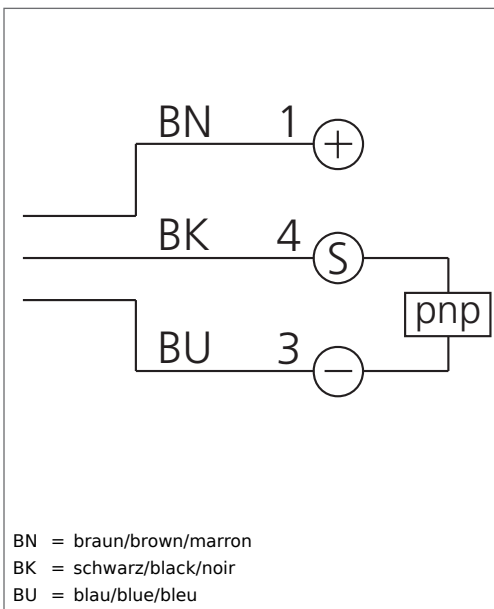 BN 1 +
BK 4 S
pnp
BU 3 −
BN = braun/brown/marron
BK = schwarz/black/noir
BU = blau/blue/bleu